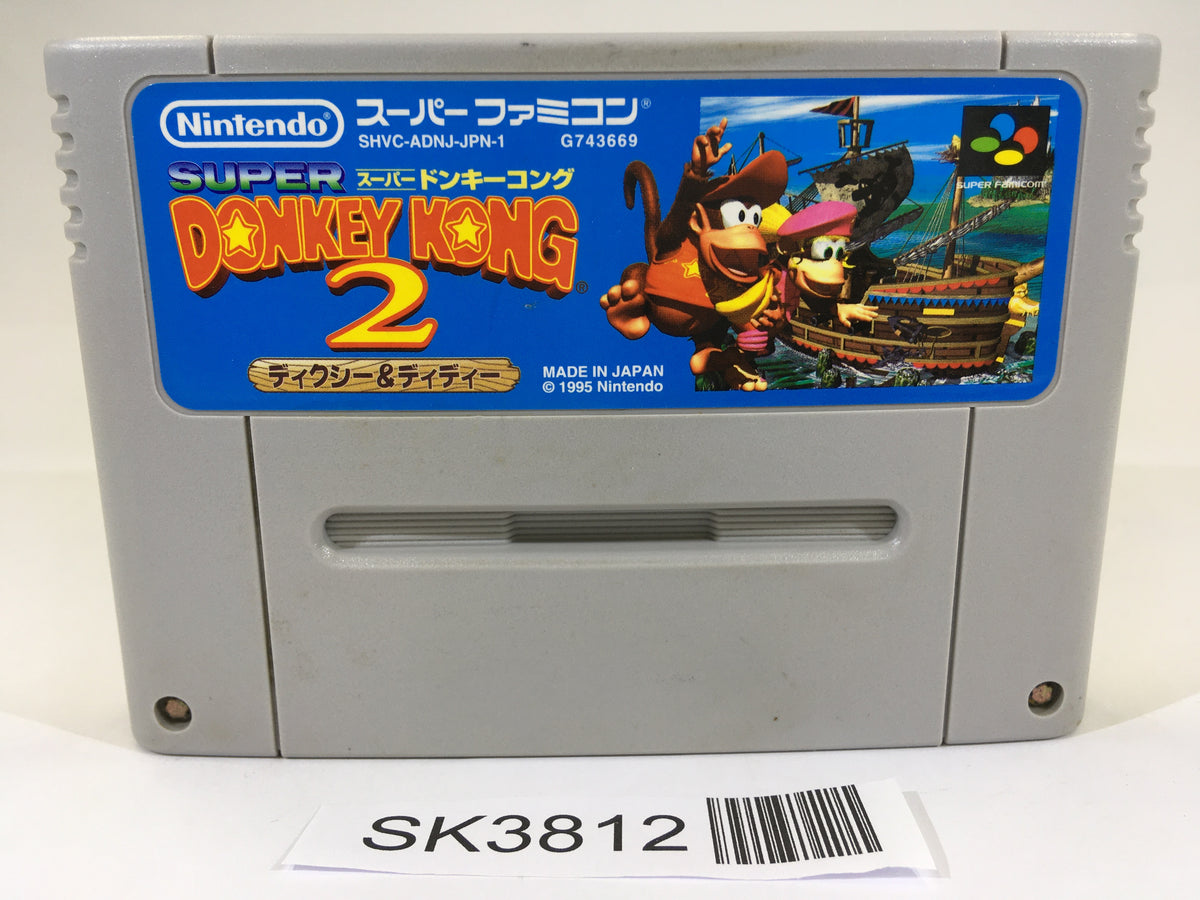 Nintendo®
スーパーファミコン®
SHVC-ADNJ-JPN-1 G743669
SUPER スーパードンキーコング
DONKEY KONG
2 ®
ディクシー&ディディー
MADE IN JAPAN
© 1995 Nintendo
SUPER FAMICOM
SK3812